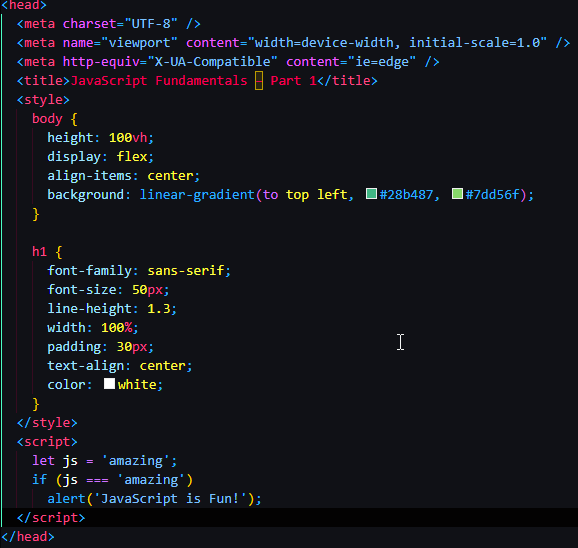 <head>
<meta charset="UTF-8" />
<meta name="viewport" content="width=device-width, initial-scale=1.0" />
<meta http-equiv="X-UA-Compatible" content="ie=edge" />
<title>JavaScript Fundamentals – Part 1</title>
<style>
body {
height: 100vh;
display: flex;
align-items: center;
background: linear-gradient(to top left, #28b487, #7dd56f);
}
h1 {
font-family: sans-serif;
font-size: 50px;
line-height: 1.3;
width: 100%;
padding: 30px;
text-align: center;
color: white;
}
</style>
<script>
let js = 'amazing';
if (js === 'amazing')
alert('JavaScript is Fun!');
</script>
</head>